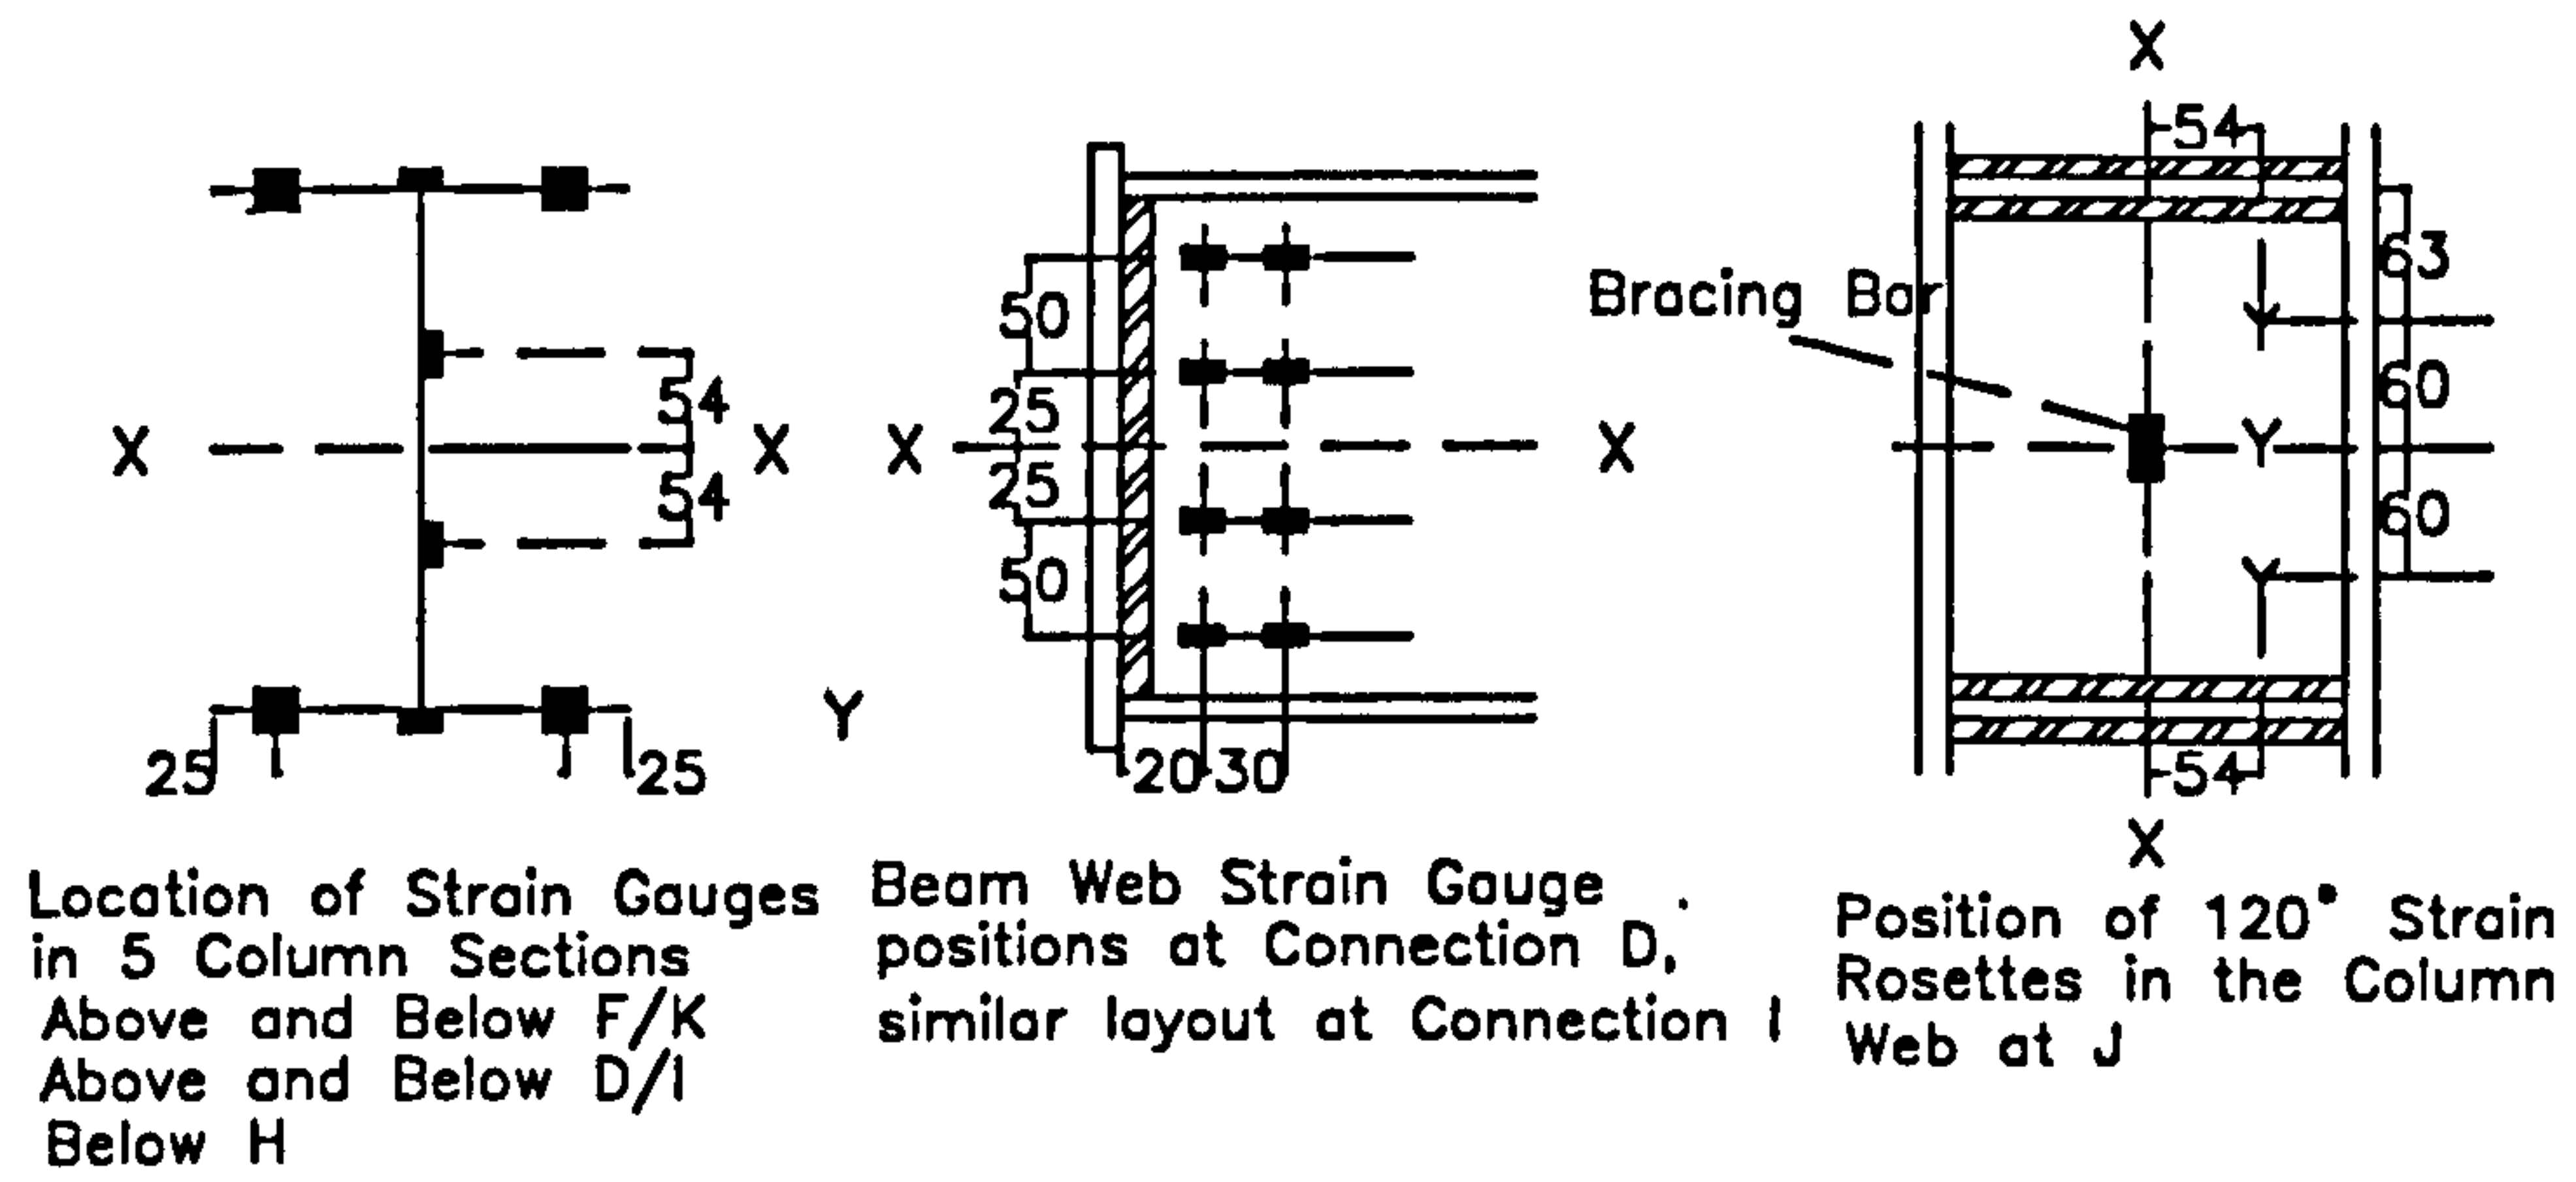 X X
54
54
25 25
Y
X X
50
25
25
50
20 30
X
54
63
Bracing Bar
60
Y
60
54
X
Location of Strain Gauges
in 5 Column Sections
Above and Below F/K
Above and Below D/I
Below H
Beam Web Strain Gauge
positions at Connection D,
similar layout at Connection I
Position of 120° Strain
Rosettes in the Column
Web at J